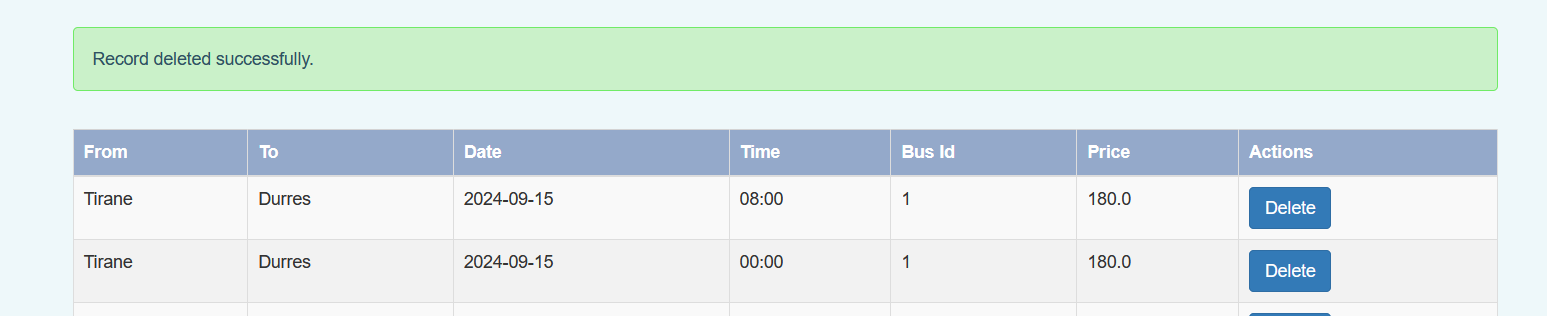 Record deleted successfully.
From To Date Time Bus Id Price Actions
Tirane Durres 2024-09-15 08:00 1 180.0 Delete
Tirane Durres 2024-09-15 00:00 1 180.0 Delete